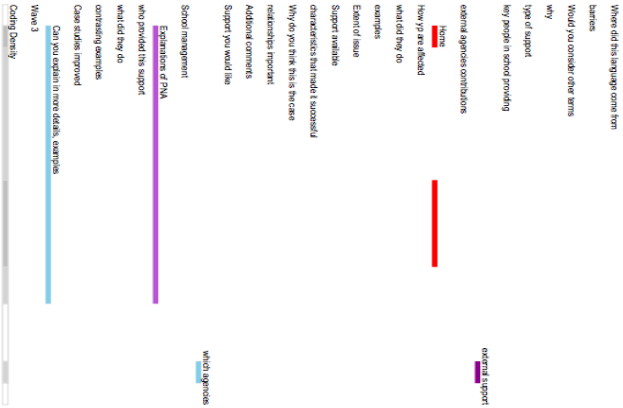 Where did this language come from
barriers
Would you consider other terms
why
type of support
key people in school providing
external support
external agencies contributions
Home
How yp are affected
what did they do
examples
Extent of issue
Support available
characteristics that made it successful
Why do you think this is the case
relationships important
Additional comments
Support you would like
which agencies
School management
Explanations of PNA
who provided this support
what did they do
contrasting examples
Case studies improved
Can you explain in more details, examples
Wave 3
Coding Density